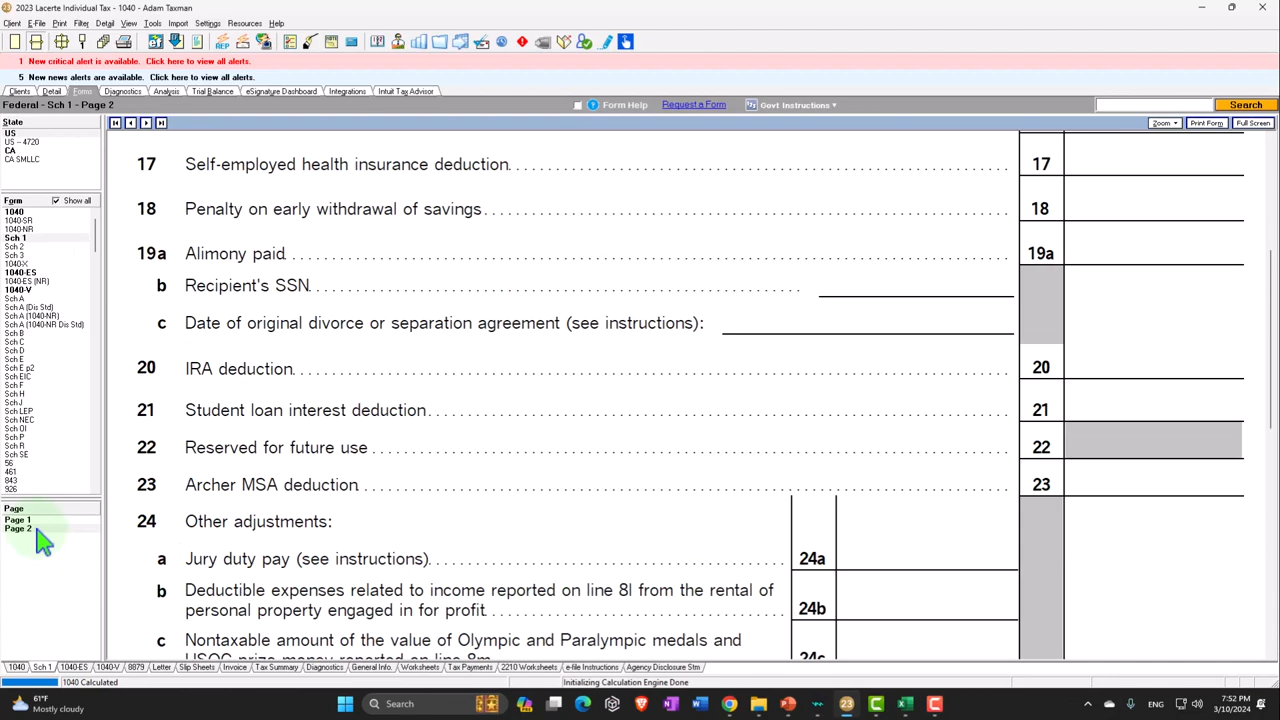 2023 Lacerte Individual Tax - 1040 - Adam Taxman
Client E-File Print Filter Detail View Tools Import Settings Resources Help
1 New critical alert is available. Click here to view all alerts.
5 New news alerts are available. Click here to view all alerts.
Clients Detail Forms Diagnostics Analysis Trial Balance eSignature Dashboard Integrations Intuit Tax Advisor
Federal - Sch 1 - Page 2
Form Help Request a Form Govt Instructions Search
State
US
US - 4720
CA
CA SMLLC
Form Show all
1040
1040-SR
1040-NR
Sch 1
Sch 2
Sch 3
1040-X
1040-ES
1040-ES (NR)
1040-V
Sch A
Sch A (Dis Std)
Sch A (1040-NR)
Sch A (1040-NR Dis Std)
Sch B
Sch C
Sch D
Sch E
Sch E p2
Sch EIC
Sch F
Sch H
Sch J
Sch LEP
Sch NEC
Sch OI
Sch P
Sch R
Sch SE
56
461
843
926
Page
Page 1
Page 2
Zoom Print Form Full Screen
17 Self-employed health insurance deduction 17
18 Penalty on early withdrawal of savings 18
19a Alimony paid 19a
b Recipient's SSN
c Date of original divorce or separation agreement (see instructions):
20 IRA deduction 20
21 Student loan interest deduction 21
22 Reserved for future use 22
23 Archer MSA deduction 23
24 Other adjustments:
a Jury duty pay (see instructions) 24a
b Deductible expenses related to income reported on line 8l from the rental of
personal property engaged in for profit 24b
c Nontaxable amount of the value of Olympic and Paralympic medals and
USOC prize money reported on line 8m 24c
1040 Sch 1 1040-ES 1040-V 8879 Letter Slip Sheets Invoice Tax Summary Diagnostics General Info. Worksheets Tax Payments 2210 Worksheets e-file Instructions Agency Disclosure Stm
1040 Calculated Initializing Calculation Engine Done
61°F
Mostly cloudy
Search
ENG
7:52 PM
3/10/2024